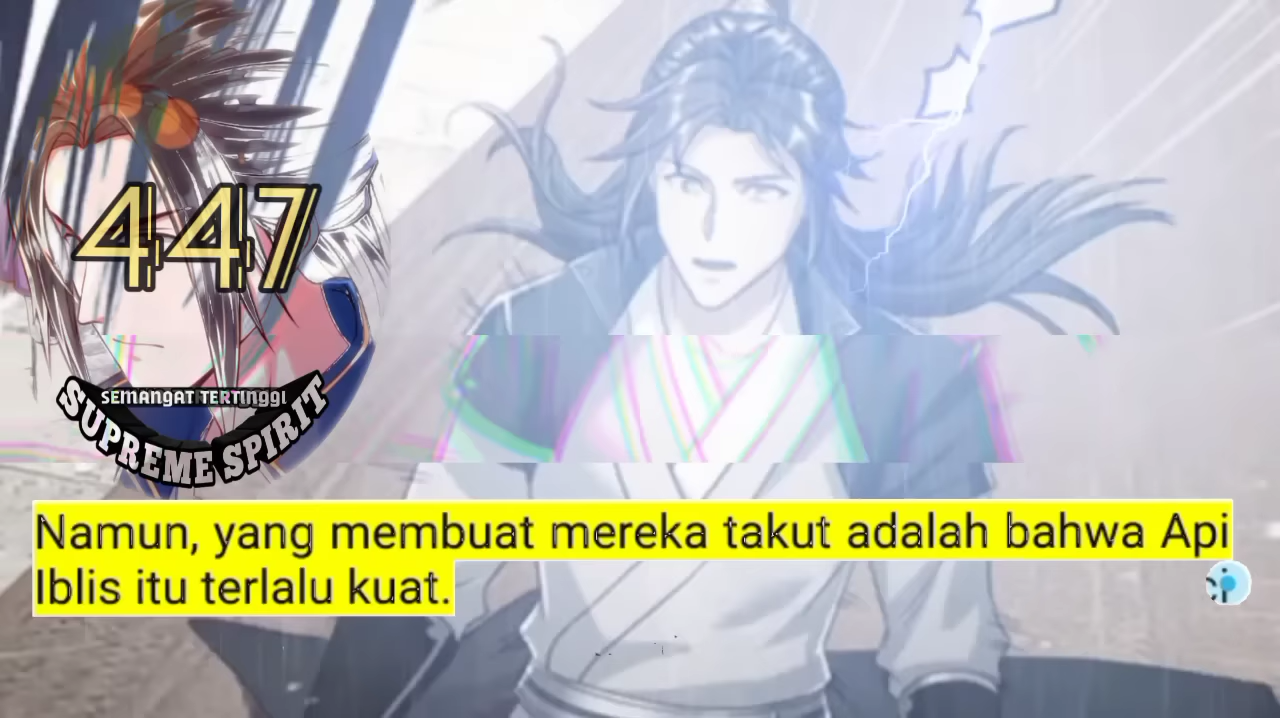 447
SEMANGAT TERTINGGI
SUPREME SPIRIT
Namun, yang membuat mereka takut adalah bahwa Api
Iblis itu terlalu kuat.